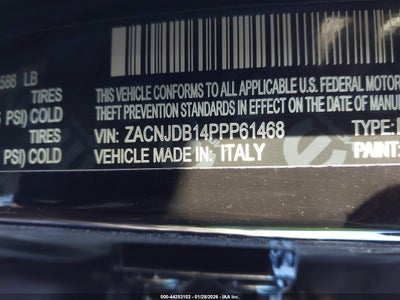 586 LB
TIRES
PSI) COLD
TIRES
PSI) COLD
THIS VEHICLE CONFORMS TO ALL APPLICABLE U.S. FEDERAL MOTOR
THEFT PREVENTION STANDARDS IN EFFECT ON THE DATE OF MANUFA
VIN: ZACNJDB14PPP61468 TYPE:
VEHICLE MADE IN: ITALY PAINT:
000-44253102 - 01/28/2026 - IAA Inc.